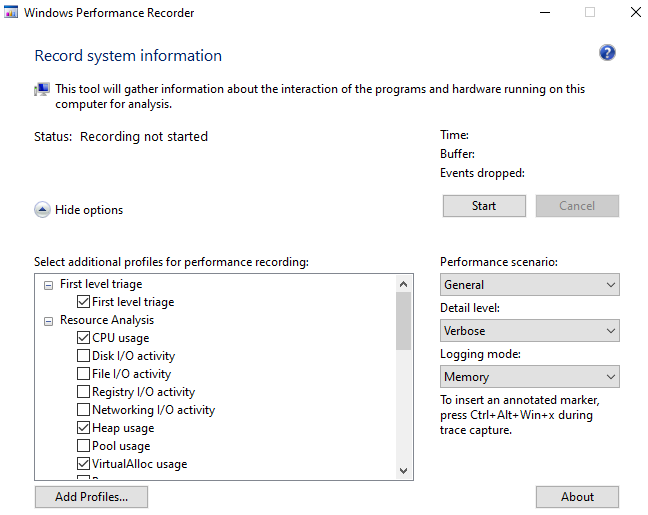 Windows Performance Recorder
Record system information
This tool will gather information about the interaction of the programs and hardware running on this
computer for analysis.
Status: Recording not started
Time:
Buffer:
Events dropped:
Hide options
Start
Cancel
Select additional profiles for performance recording:
First level triage
First level triage
Resource Analysis
CPU usage
Disk I/O activity
File I/O activity
Registry I/O activity
Networking I/O activity
Heap usage
Pool usage
VirtualAlloc usage
Performance scenario:
General
Detail level:
Verbose
Logging mode:
Memory
To insert an annotated marker,
press Ctrl+Alt+Win+x during
trace capture.
Add Profiles...
About